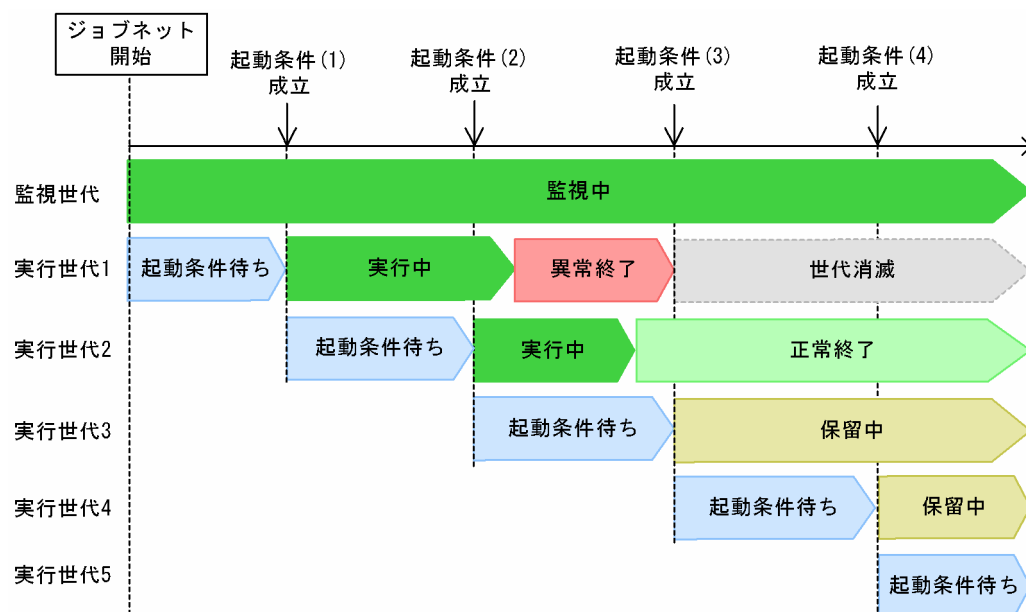 ジョブネット
開始
起動条件(1)
成立
起動条件(2)
成立
起動条件(3)
成立
起動条件(4)
成立
監視世代
監視中
実行世代1
起動条件待ち
実行中
異常終了
世代消滅
実行世代2
起動条件待ち
実行中
正常終了
実行世代3
起動条件待ち
保留中
実行世代4
起動条件待ち
保留中
実行世代5
起動条件待ち